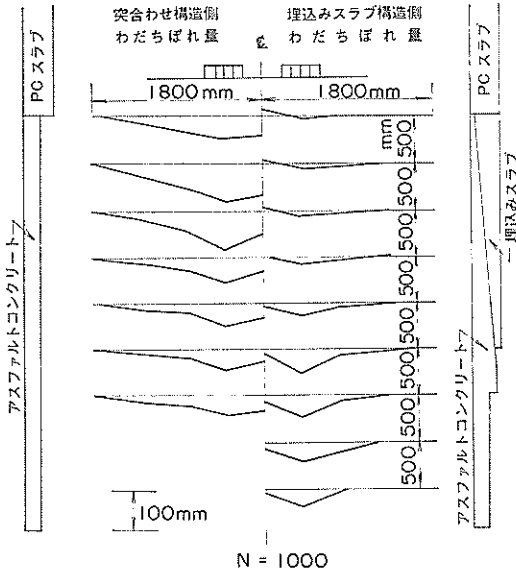 突合わせ構造側
わだちぼれ量
埋込みスラブ構造側
わだちぼれ量
℄
1800mm
1800mm
PCスラブ
アスファルトコンクリート
PCスラブ
埋込みスラブ
アスファルトコンクリート
mm
500
500
500
500
500
500
500
500
100mm
N = 1000